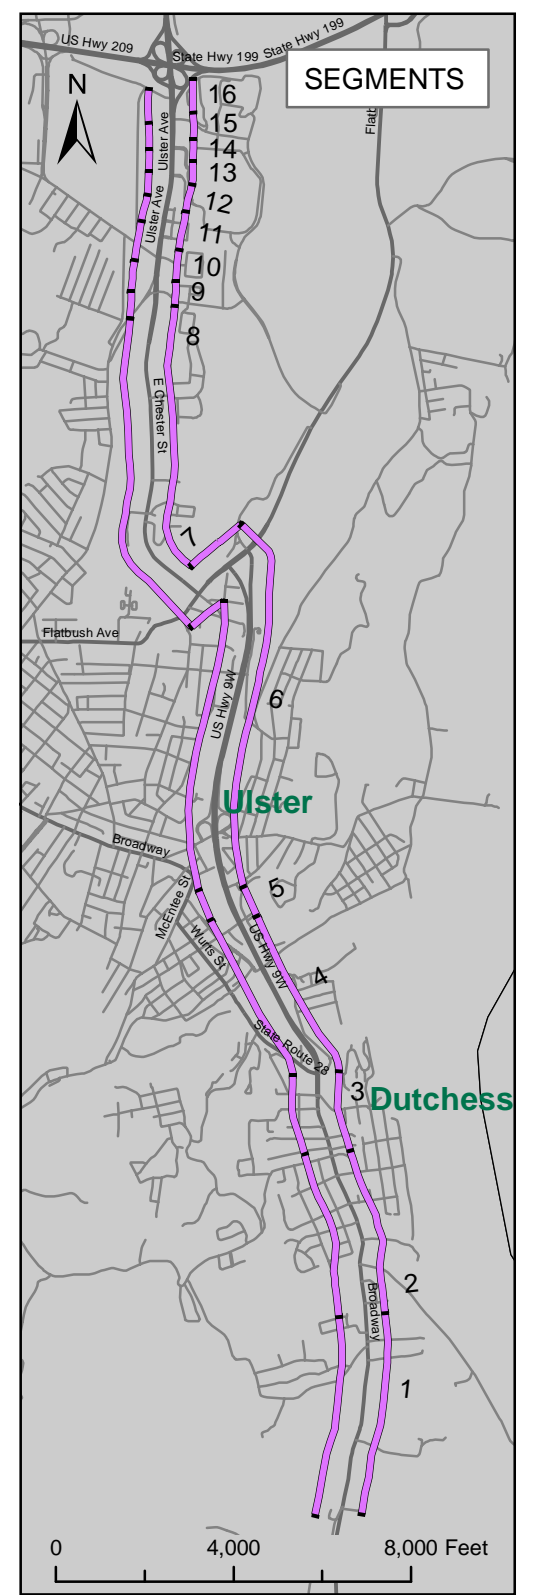 US Hwy 209
State Hwy 199
State Hwy 199
SEGMENTS
N
16
15
14
13
12
11
10
9
8
Ulster Ave
Ulster Ave
E Chester St
7
Flatbush Ave
US Hwy 9W
6
Ulster
Broadway
McEntee St
Wurts St
5
US Hwy 9W
4
State Route 28
3
Dutchess
2
Broadway
1
0
4,000
8,000 Feet